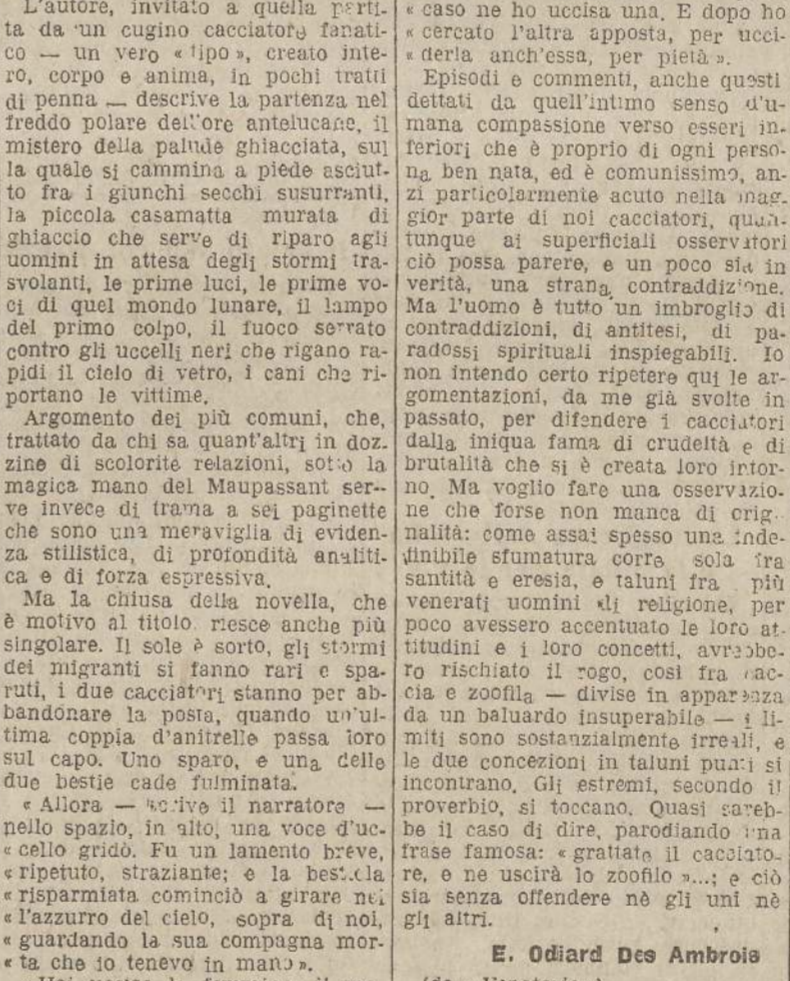 L'autore, invitato a quella parti-
ta da un cugino cacciatore fanati-
co — un vero « tipo », creato inte-
ro, corpo e anima, in pochi tratti
di penna — descrive la partenza nel
freddo polare dell'ore antelucane, il
mistero della palude ghiacciata, sul
la quale si cammina a piede asciut-
to fra i giunchi secchi susurranti,
la piccola casamatta murata di
ghiaccio che serve di riparo agli
uomini in attesa degli stormi tra-
svolanti, le prime luci, le prime vo-
ci di quel mondo lunare, il lampo
del primo colpo, il fuoco serrato
contro gli uccelli neri che rigano ra-
pidi il cielo di vetro, i cani che ri-
portano le vittime.
Argomento dei più comuni, che,
trattato da chi sa quant'altri in doz-
zine di scolorite relazioni, sotto la
magica mano del Maupassant ser-
ve invece di trama a sei paginette
che sono una meraviglia di eviden-
za stilistica, di profondità analiti-
ca e di forza espressiva.
Ma la chiusa della novella, che
è motivo al titolo, riesce anche più
singolare. Il sole è sorto, gli stormi
dei migranti si fanno rari e spa-
ruti, i due cacciatori stanno per ab-
bandonare la posta, quando un'ul-
tima coppia d'anitrelle passa loro
sul capo. Uno sparo, e una delle
due bestie cade fulminata.
« Allora — scrive il narratore —
nello spazio, in alto, una voce d'uc-
« cello gridò. Fu un lamento breve,
« ripetuto, straziante; e la bestiola
« risparmiata cominciò a girare nel
« l'azzurro del cielo, sopra di noi,
« guardando la sua compagna mor-
« ta che io tenevo in mano ».
« caso ne ho uccisa una. E dopo ho
« cercato l'altra apposta, per ucci-
« derla anch'essa, per pietà ».
Episodi e commenti, anche questi
dettati da quell'intimo senso d'u-
mana compassione verso esseri in-
feriori che è proprio di ogni perso-
na ben nata, ed è comunissimo, an-
zi particolarmente acuto nella mag-
gior parte di noi cacciatori, quan-
tunque ai superficiali osservatori
ciò possa parere, e un poco sia in
verità, una strana contraddizione.
Ma l'uomo è tutto un imbroglio di
contraddizioni, di antitesi, di pa-
radossi spirituali inspiegabili. Io
non intendo certo ripetere qui le ar-
gomentazioni, da me già svolte in
passato, per difendere i cacciatori
dalla iniqua fama di crudeltà e di
brutalità che si è creata loro intor-
no. Ma voglio fare una osservazio-
ne che forse non manca di orig-
nalità: come assai spesso una inde-
finibile sfumatura corre sola fra
santità e eresia, e taluni fra più
venerati uomini di religione, per
poco avessero accentuato le loro at-
titudini e i loro concetti, avrebbe-
ro rischiato il rogo, così fra cac-
cia e zoofila — divise in apparenza
da un baluardo insuperabile — i li-
miti sono sostanzialmente irreali, e
le due concezioni in taluni punti si
incontrano. Gli estremi, secondo il
proverbio, si toccano. Quasi sareb-
be il caso di dire, parodiando una
frase famosa: « grattate il cacciato-
re, e ne uscirà lo zoofilo »...; e ciò
sia senza offendere nè gli uni nè
gli altri.
E. Odiard Des Ambrois